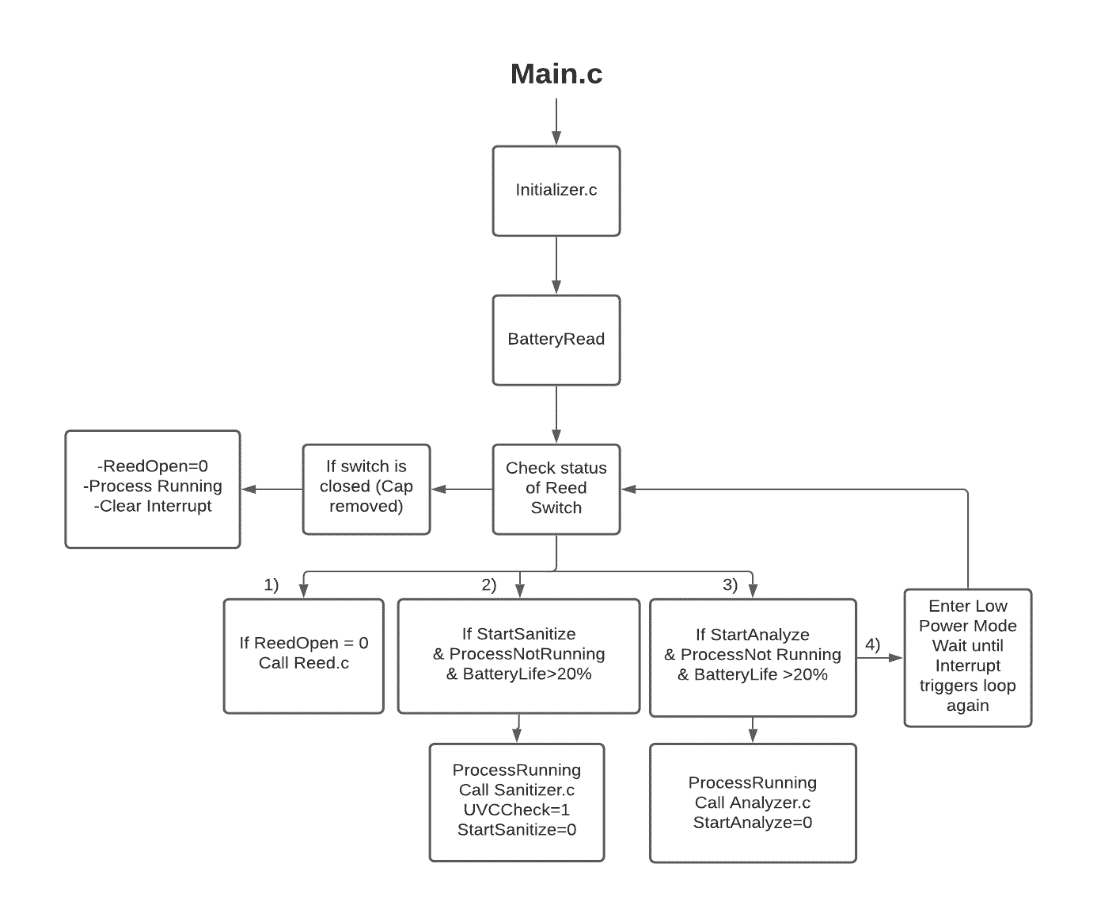 Main.c
Initializer.c
BatteryRead
-ReedOpen=0
-Process Running
-Clear Interrupt
If switch is
closed (Cap
removed)
Check status
of Reed
Switch
1)
If ReedOpen = 0
Call Reed.c
2)
If StartSanitize
& ProcessNotRunning
& BatteryLife>20%
3)
If StartAnalyze
& ProcessNot Running
& BatteryLife >20%
4)
Enter Low
Power Mode
Wait until
Interrupt
triggers loop
again
ProcessRunning
Call Sanitizer.c
UVCCheck=1
StartSanitize=0
ProcessRunning
Call Analyzer.c
StartAnalyze=0